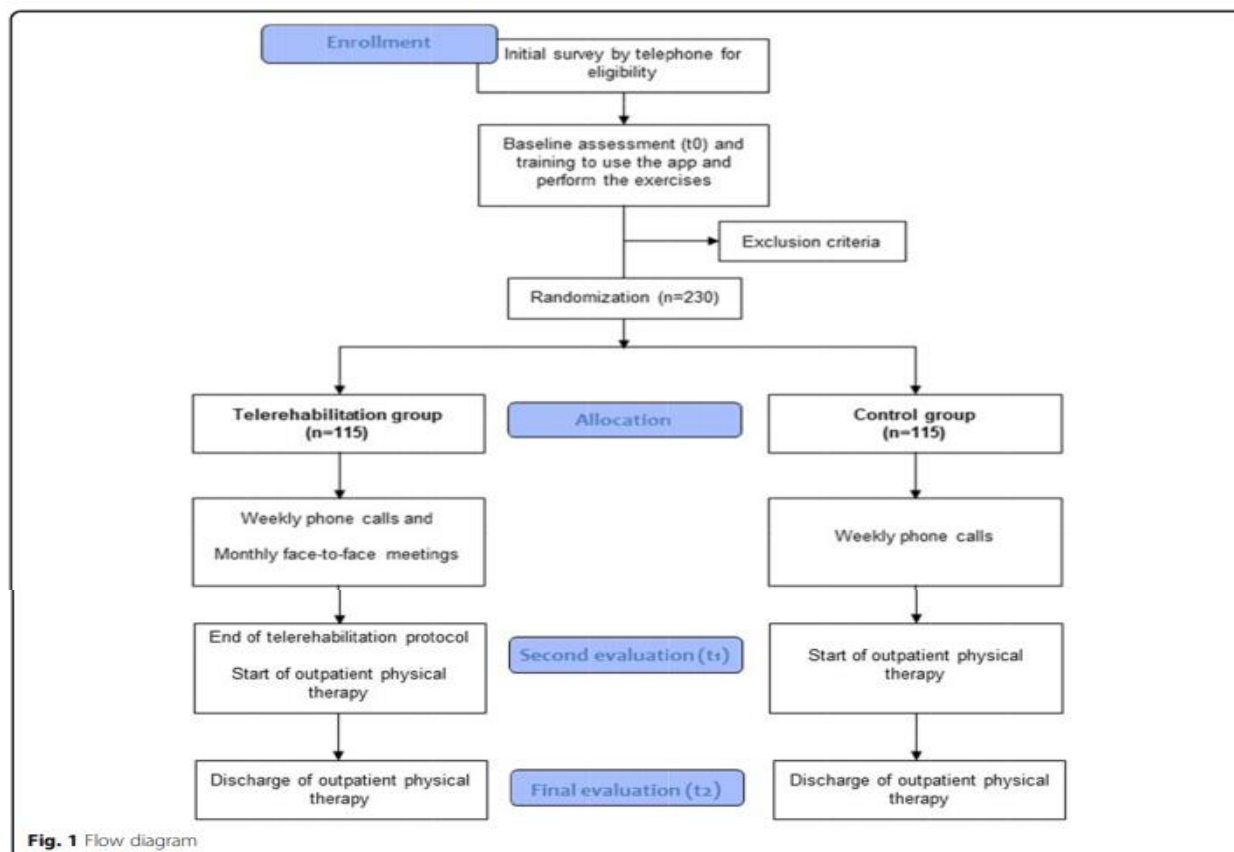 Enrollment
Initial survey by telephone for
eligibility
Baseline assessment (t0) and
training to use the app and
perform the exercises
Exclusion criteria
Randomization (n=230)
Telerehabilitation group
(n=115)
Allocation
Control group
(n=115)
Weekly phone calls and
Monthly face-to-face meetings
Weekly phone calls
End of telerehabilitation protocol
Start of outpatient physical
therapy
Second evaluation (t1)
Start of outpatient physical
therapy
Discharge of outpatient physical
therapy
Final evaluation (t2)
Discharge of outpatient physical
therapy
Fig. 1 Flow diagram